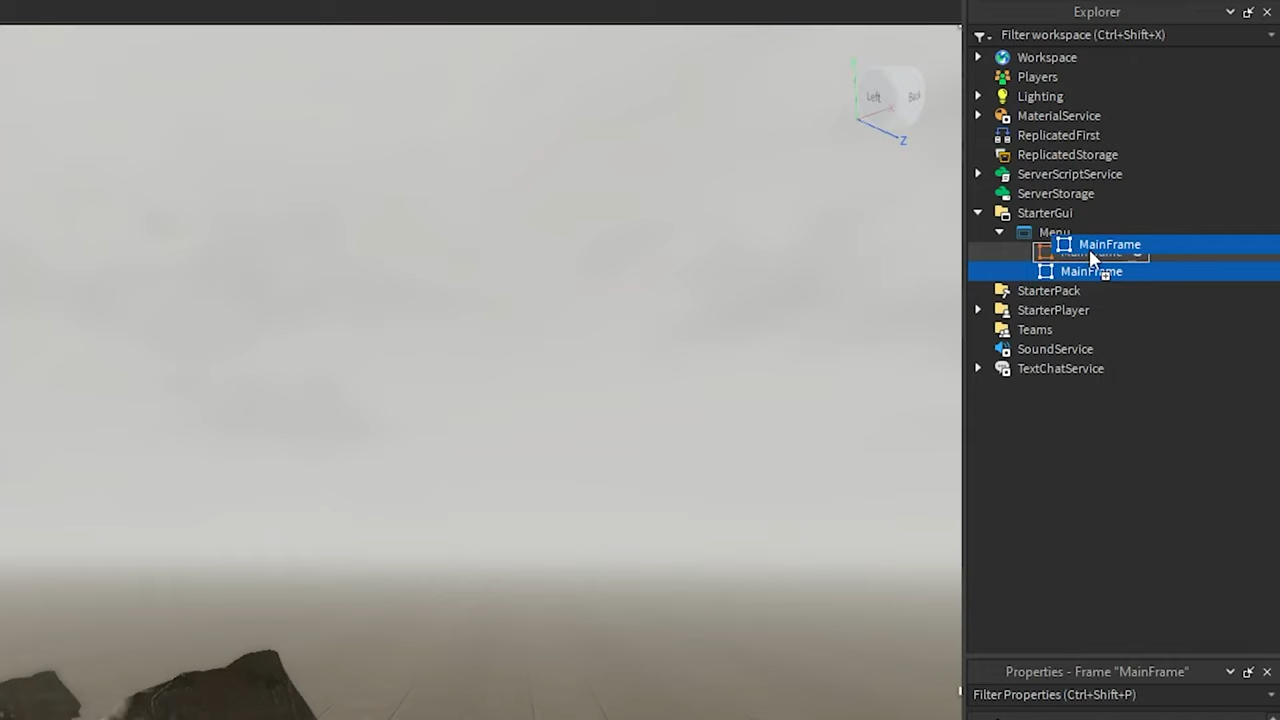 Explorer
Filter workspace (Ctrl+Shift+X)
Workspace
Players
Lighting
MaterialService
ReplicatedFirst
ReplicatedStorage
ServerScriptService
ServerStorage
StarterGui
Menu
MainFrame
MainFrame
StarterPack
StarterPlayer
Teams
SoundService
TextChatService
Properties - Frame "MainFrame"
Filter Properties (Ctrl+Shift+P)
Left
Back
Z